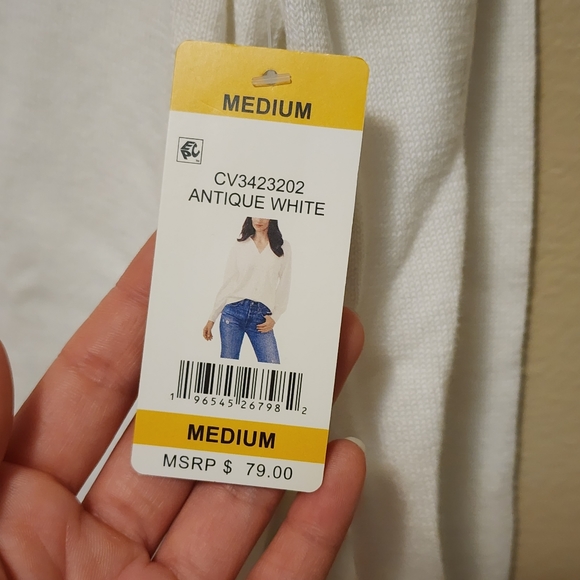 MEDIUM
CV3423202
ANTIQUE WHITE
1 96545 26798 2
MEDIUM
MSRP $ 79.00